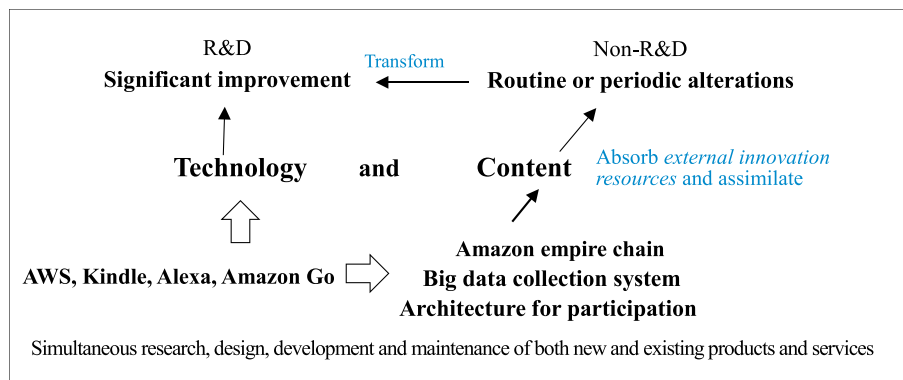 R&D
Non-R&D
Significant improvement
Transform
Routine or periodic alterations
Technology
and
Content
Absorb external innovation
resources and assimilate
AWS, Kindle, Alexa, Amazon Go
Amazon empire chain
Big data collection system
Architecture for participation
Simultaneous research, design, development and maintenance of both new and existing products and services